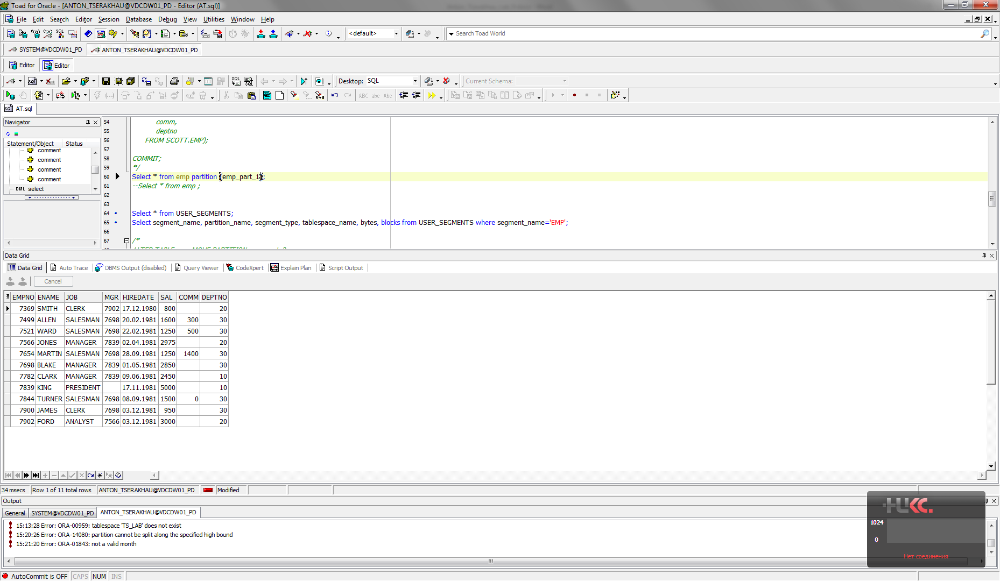 Toad for Oracle - [ANTON_TSERAKHAU@VDCDW01_PD - Editor (AT.sql)]
File Edit Search Editor Session Database Debug View Utilities Window Help
<default> Search Toad World
SYSTEM@VDCDW01_PD ANTON_TSERAKHAU@VDCDW01_PD
Editor Editor
SQL SQL SQL Desktop: SQL Current Schema:
ABC abc Abc
SQL AT.sql
Navigator
Statement/Object Status
comment
comment
comment
comment
DML select
54 comm,
55 deptno
56 FROM SCOTT.EMP);
57
58 COMMIT;
59 */
60 Select * from emp partition (emp_part_1);
61 --Select * from emp ;
62
63
64 Select * from USER_SEGMENTS;
65 Select segment_name, partition_name, segment_type, tablespace_name, bytes, blocks from USER_SEGMENTS where segment_name='EMP';
66
67 /*
Data Grid
Data Grid Auto Trace DBMS Output (disabled) Query Viewer CodeXpert Explain Plan Script Output
Cancel
EMPNO ENAME JOB MGR HIREDATE SAL COMM DEPTNO
7369 SMITH CLERK 7902 17.12.1980 800 20
7499 ALLEN SALESMAN 7698 20.02.1981 1600 300 30
7521 WARD SALESMAN 7698 22.02.1981 1250 500 30
7566 JONES MANAGER 7839 02.04.1981 2975 20
7654 MARTIN SALESMAN 7698 28.09.1981 1250 1400 30
7698 BLAKE MANAGER 7839 01.05.1981 2850 30
7782 CLARK MANAGER 7839 09.06.1981 2450 10
7839 KING PRESIDENT 17.11.1981 5000 10
7844 TURNER SALESMAN 7698 08.09.1981 1500 0 30
7900 JAMES CLERK 7698 03.12.1981 950 30
7902 FORD ANALYST 7566 03.12.1981 3000 20
34 msecs Row 1 of 11 total rows ANTON_TSERAKHAU@VDCDW01_PD Modified
Output
General SYSTEM@VDCDW01_PD ANTON_TSERAKHAU@VDCDW01_PD
15:13:28 Error: ORA-00959: tablespace 'TS_LAB' does not exist
15:20:26 Error: ORA-14080: partition cannot be split along the specified high bound
15:21:20 Error: ORA-01843: not a valid month
1024
0
Нет соединения
AutoCommit is OFF CAPS NUM INS